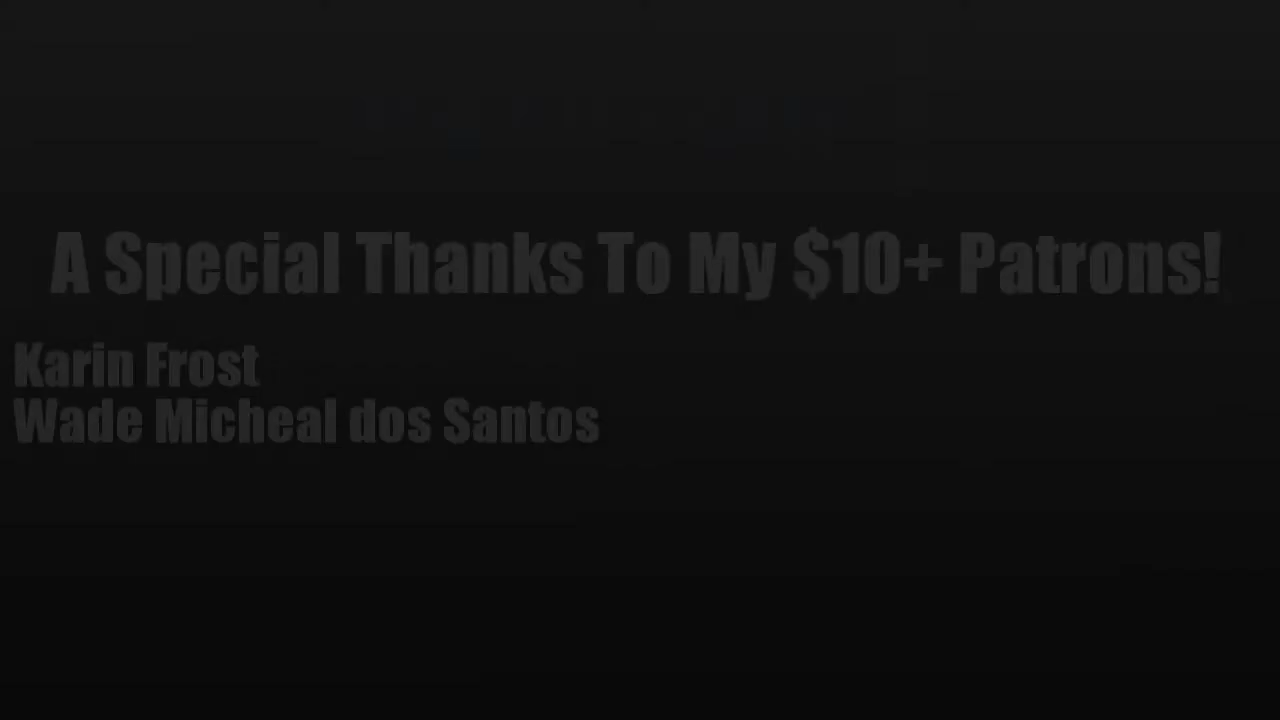 A Special Thanks To My $10+ Patrons!
Karin Frost
Wade Micheal dos Santos